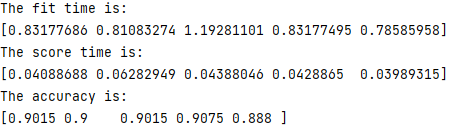 The fit time is:
[0.83177686 0.81083274 1.19281101 0.83177495 0.78585958]
The score time is:
[0.04088688 0.06282949 0.04388046 0.0428865  0.03989315]
The accuracy is:
[0.9015 0.9    0.9015 0.9075 0.888 ]